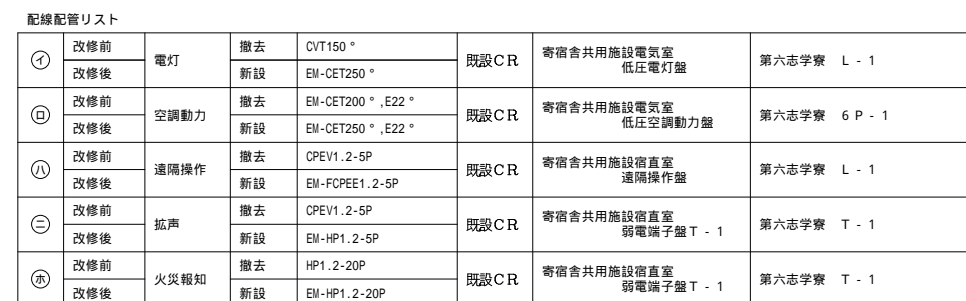 配線配管リスト
イ 改修前 電灯 撤去 CVT150° 既設CR 寄宿舎共用施設電気室 低圧電灯盤 第六志学寮 L-1
改修後 新設 EM-CET250°
ロ 改修前 空調動力 撤去 EM-CET200°,E22° 既設CR 寄宿舎共用施設電気室 低圧空調動力盤 第六志学寮 6P-1
改修後 新設 EM-CET250°,E22°
ハ 改修前 遠隔操作 撤去 CPEV1.2-5P 既設CR 寄宿舎共用施設宿直室 遠隔操作盤 第六志学寮 L-1
改修後 新設 EM-FCPEE1.2-5P
ニ 改修前 拡声 撤去 CPEV1.2-5P 既設CR 寄宿舎共用施設宿直室 弱電端子盤T-1 第六志学寮 T-1
改修後 新設 EM-HP1.2-5P
ホ 改修前 火災報知 撤去 HP1.2-20P 既設CR 寄宿舎共用施設宿直室 弱電端子盤T-1 第六志学寮 T-1
改修後 新設 EM-HP1.2-20P